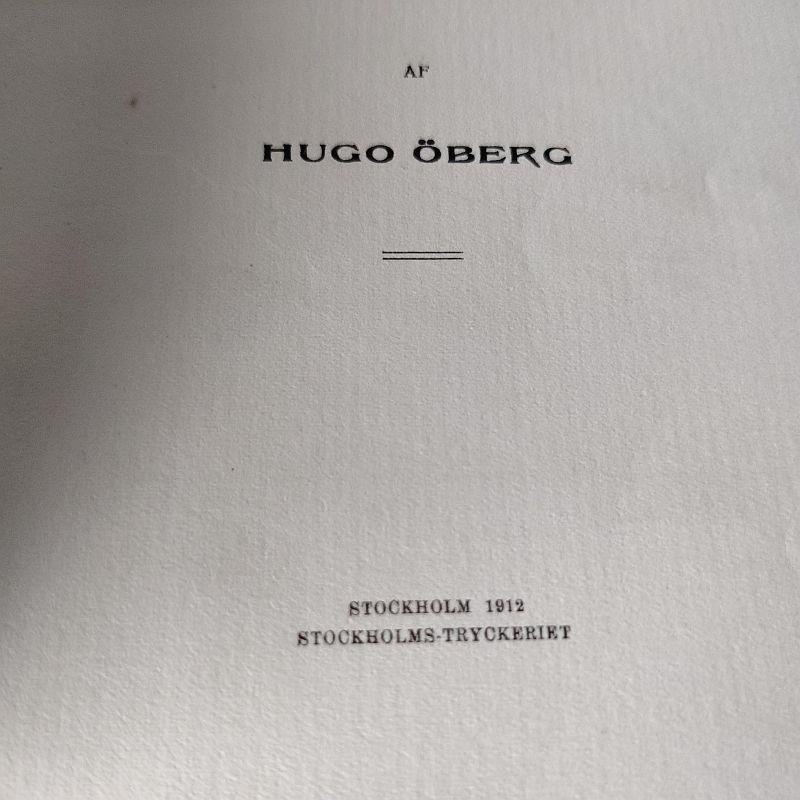 AF
HUGO ÖBERG
STOCKHOLM 1912
STOCKHOLMS-TRYCKERIET